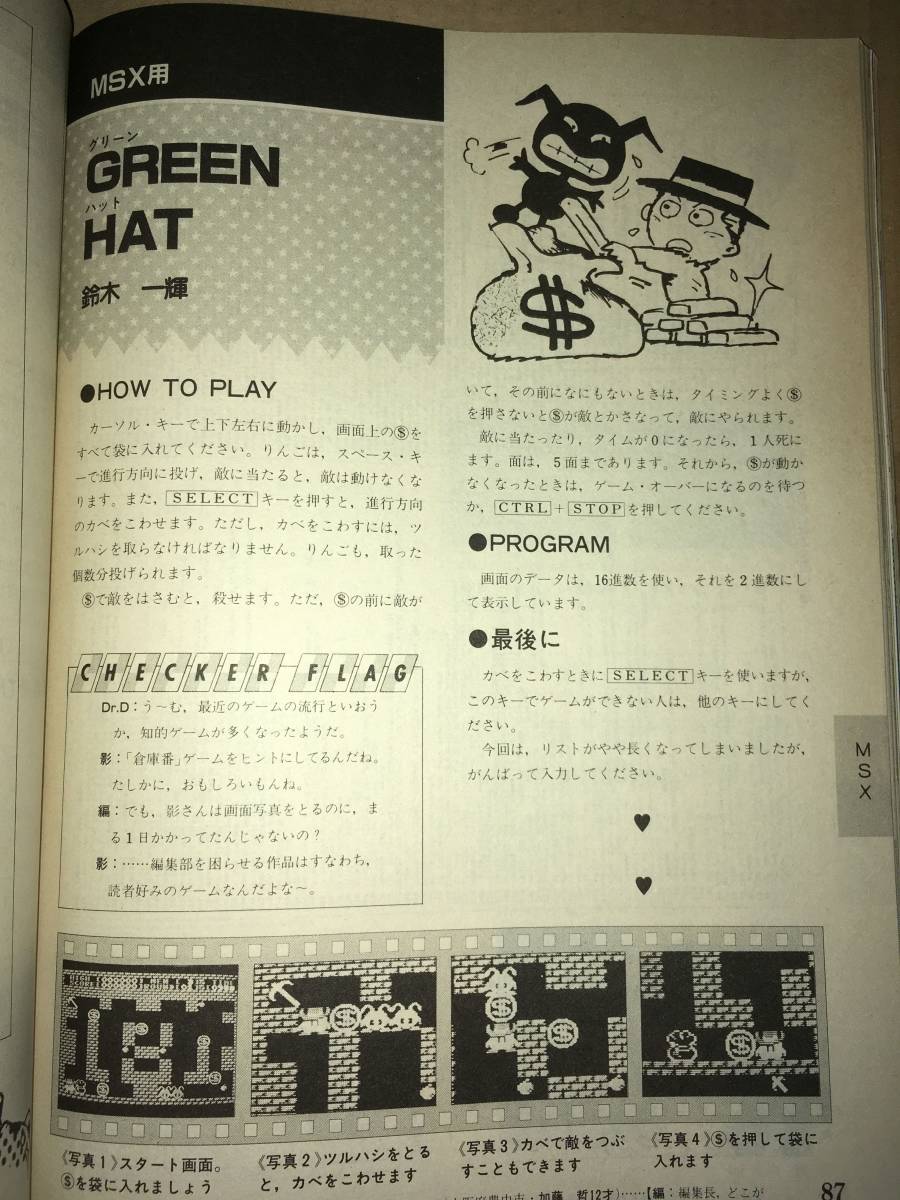 MSX用
グリーン
GREEN
ハット
HAT
鈴木 一輝
●HOW TO PLAY
カーソル・キーで上下左右に動かし，画面上のⓈを
すべて袋に入れてください。りんごは，スペース・キ
ーで進行方向に投げ，敵に当たると，敵は動けなくな
ります。また，SELECTキーを押すと，進行方向
のカベをこわせます。ただし，カベをこわすには，ツ
ルハシを取らなければなりません。りんごも，取った
個数分投げられます。
Ⓢで敵をはさむと，殺せます。ただ，Ⓢの前に敵が
CHECKER FLAG
Dr.D：う〜む，最近のゲームの流行といおう
か，知的ゲームが多くなったようだ。
影：「倉庫番」ゲームをヒントにしてるんだね。
たしかに，おもしろいもんね。
編：でも，影さんは画面写真をとるのに，ま
る1日かかってたんじゃないの？
影：……編集部を困らせる作品はすなわち，
読者好みのゲームなんだよな〜。
$
いて，その前になにもないときは，タイミングよくⓈ
を押さないとⓈが敵とかさなって，敵にやられます。
敵に当たったり，タイムが0になったら，1人死に
ます。面は，5面まであります。それから，Ⓢが動か
なくなったときは，ゲーム・オーバーになるのを待つ
か，CTRL+STOPを押してください。
●PROGRAM
画面のデータは，16進数を使い，それを2進数にし
て表示しています。
●最後に
カベをこわすときにSELECTキーを使いますが，
このキーでゲームができない人は，他のキーにしてく
ださい。
今回は，リストがやや長くなってしまいましたが，
がんばって入力してください。
♥
♥
MSX
《写真1》スタート画面。
Ⓢを袋に入れましょう
《写真2》ツルハシをとる
と，カベをこわせます
《写真3》カベで敵をつぶ
すこともできます
《写真4》Ⓢを押して袋に
入れます
豊中市・加藤 哲12才)……【編：編集長，どこが
87